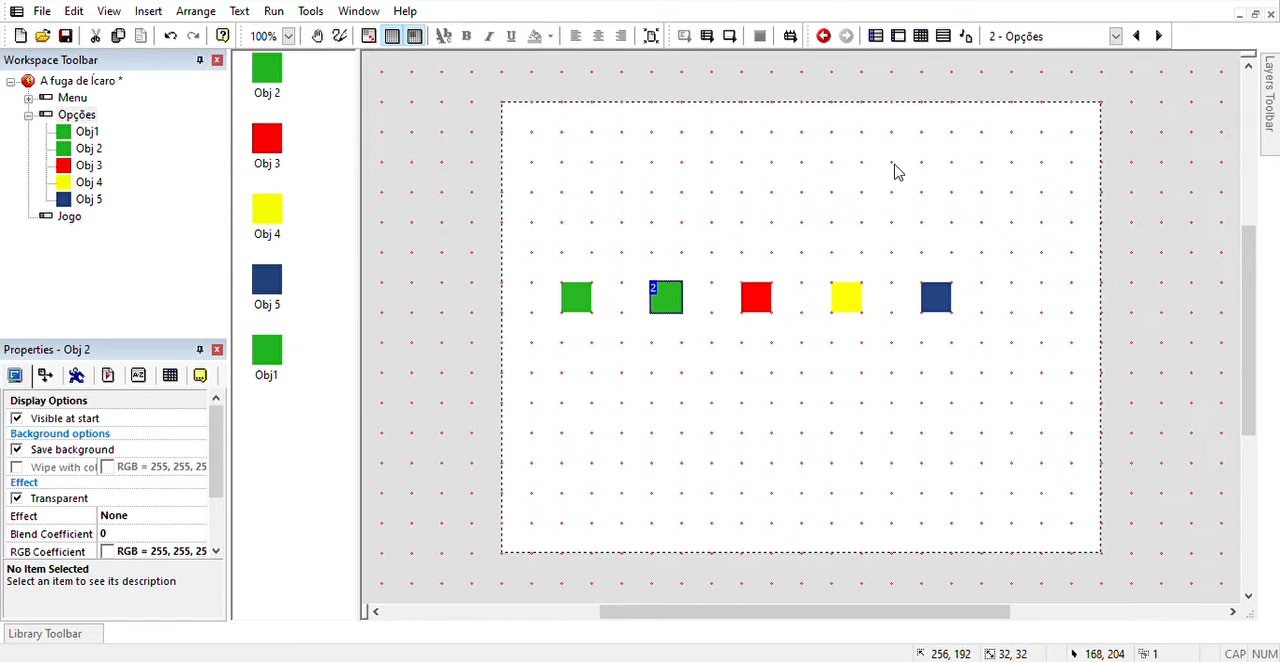 File Edit View Insert Arrange Text Run Tools Window Help
100% B I U A 2 - Opções
Workspace Toolbar
A fuga de Ícaro *
Menu
Opções
Obj1
Obj 2
Obj 3
Obj 4
Obj 5
Jogo
Properties - Obj 2
Display Options
Visible at start
Background options
Save background
Wipe with col RGB = 255, 255, 25
Effect
Transparent
Effect None
Blend Coefficient 0
RGB Coefficient RGB = 255, 255, 25
No Item Selected
Select an item to see its description
Library Toolbar
Obj 2
Obj 3
Obj 4
Obj 5
Obj1
2
Layers Toolbar
256, 192 32, 32 168, 204 1 CAP NUM